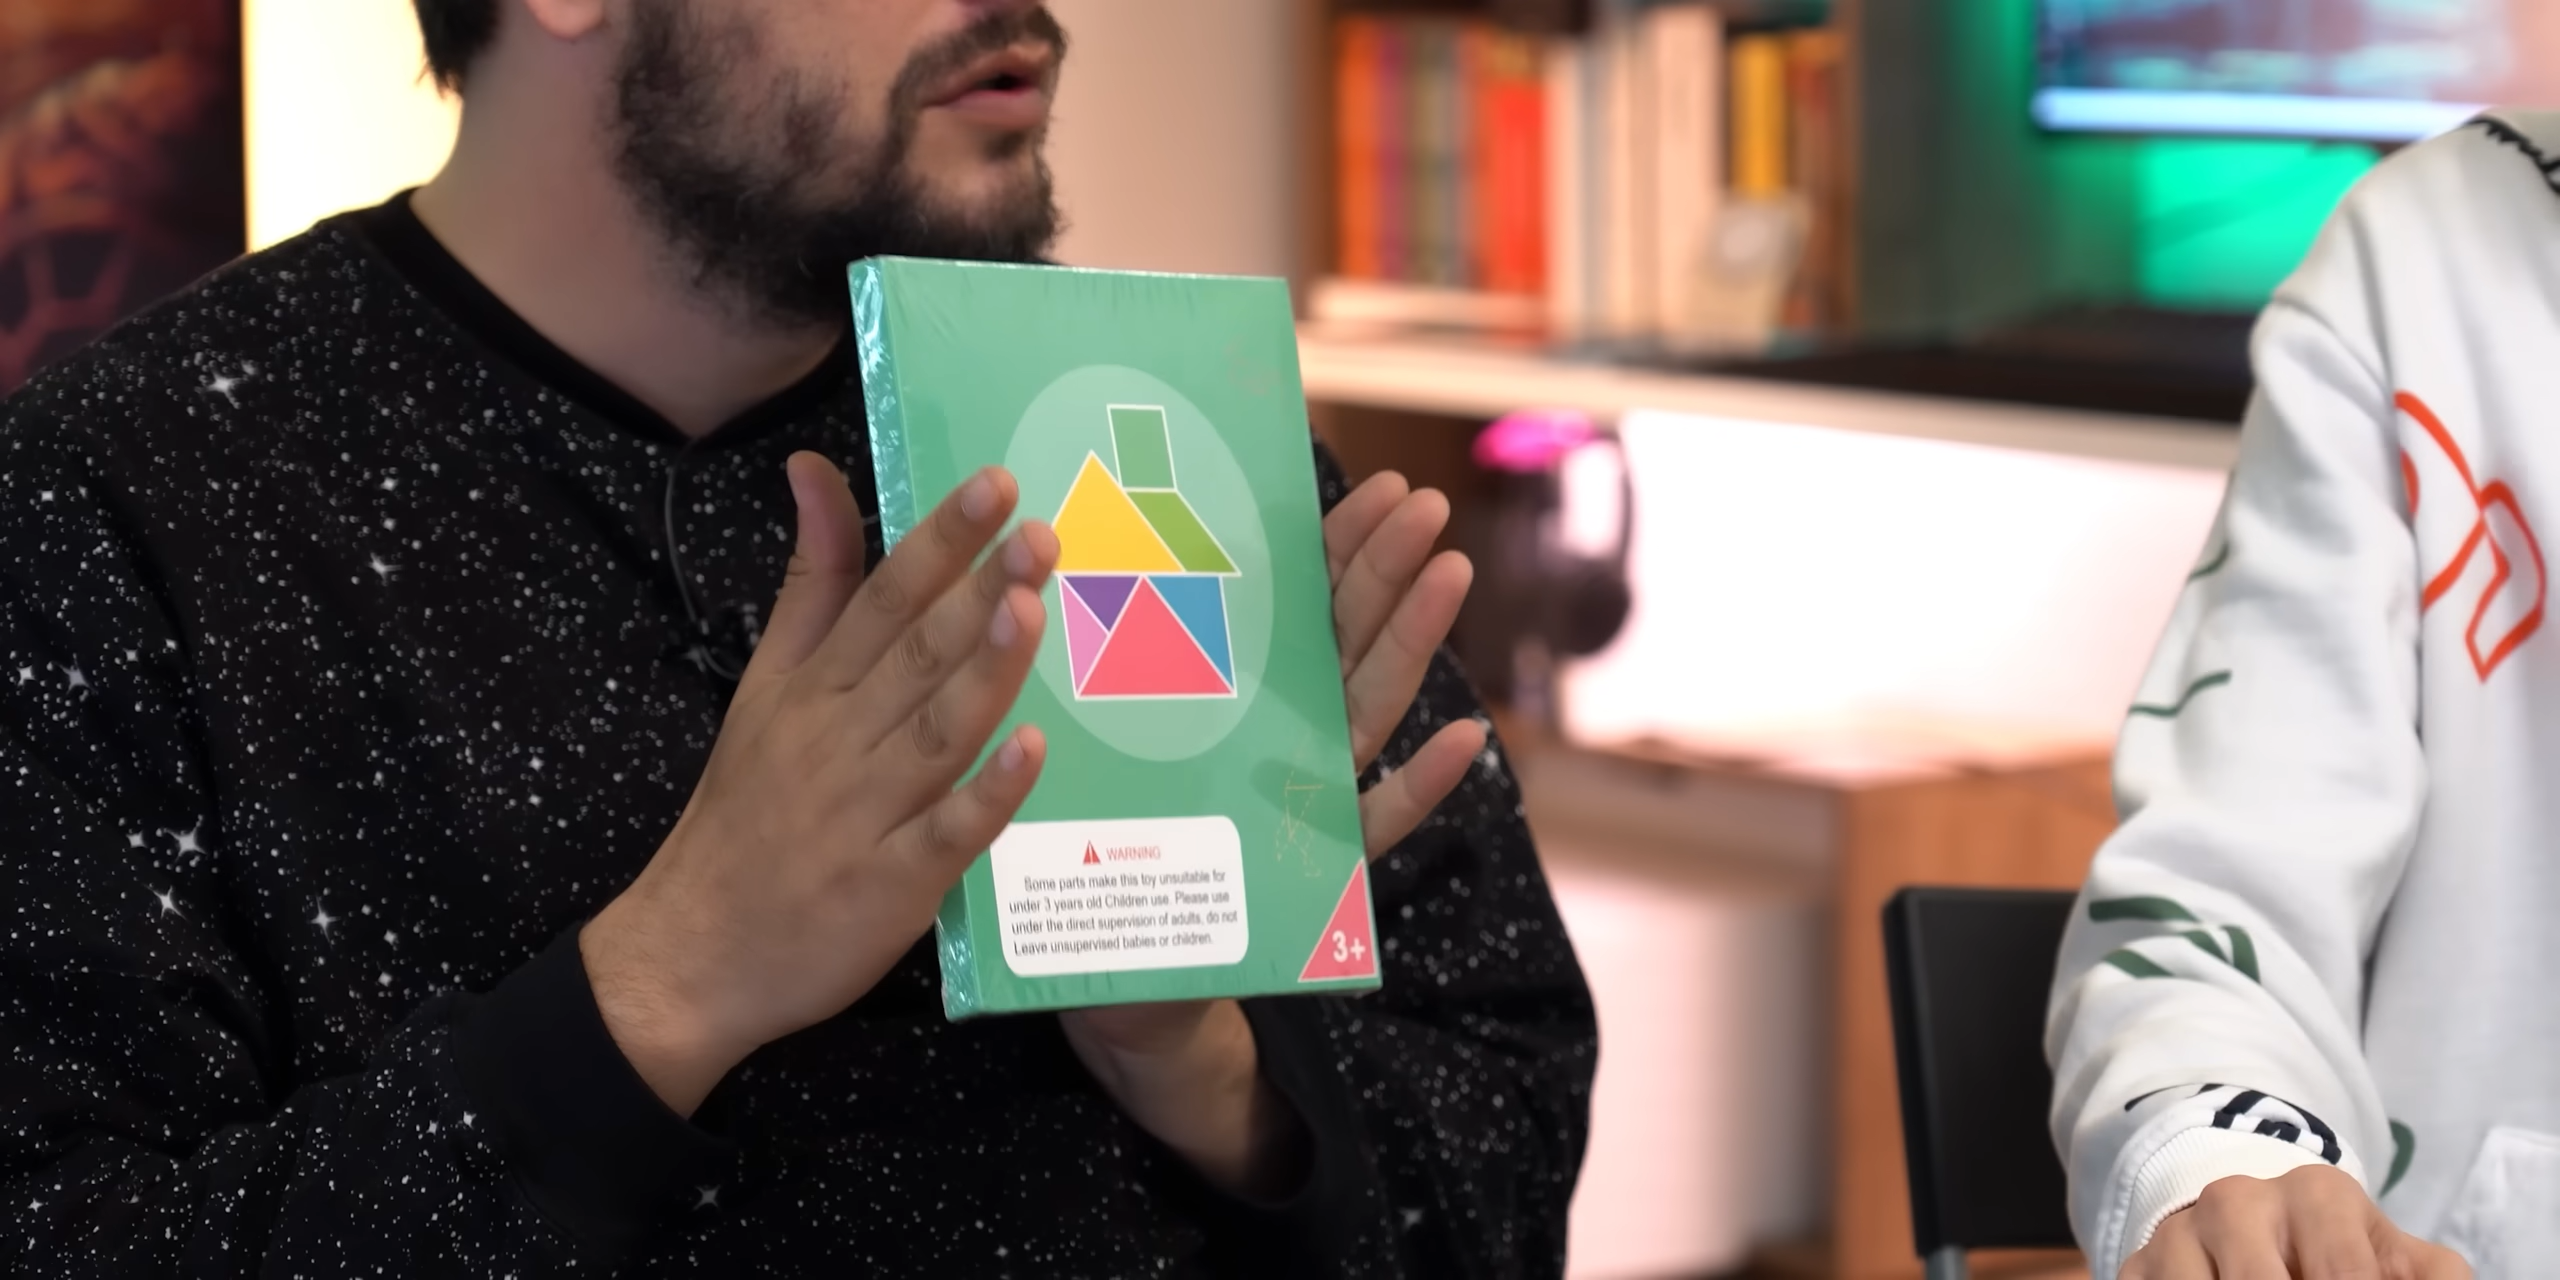 WARNING
Some parts make this toy unsuitable for
under 3 years old Children use. Please use
under the direct supervision of adults, do not
Leave unsupervised babies or children.
3+